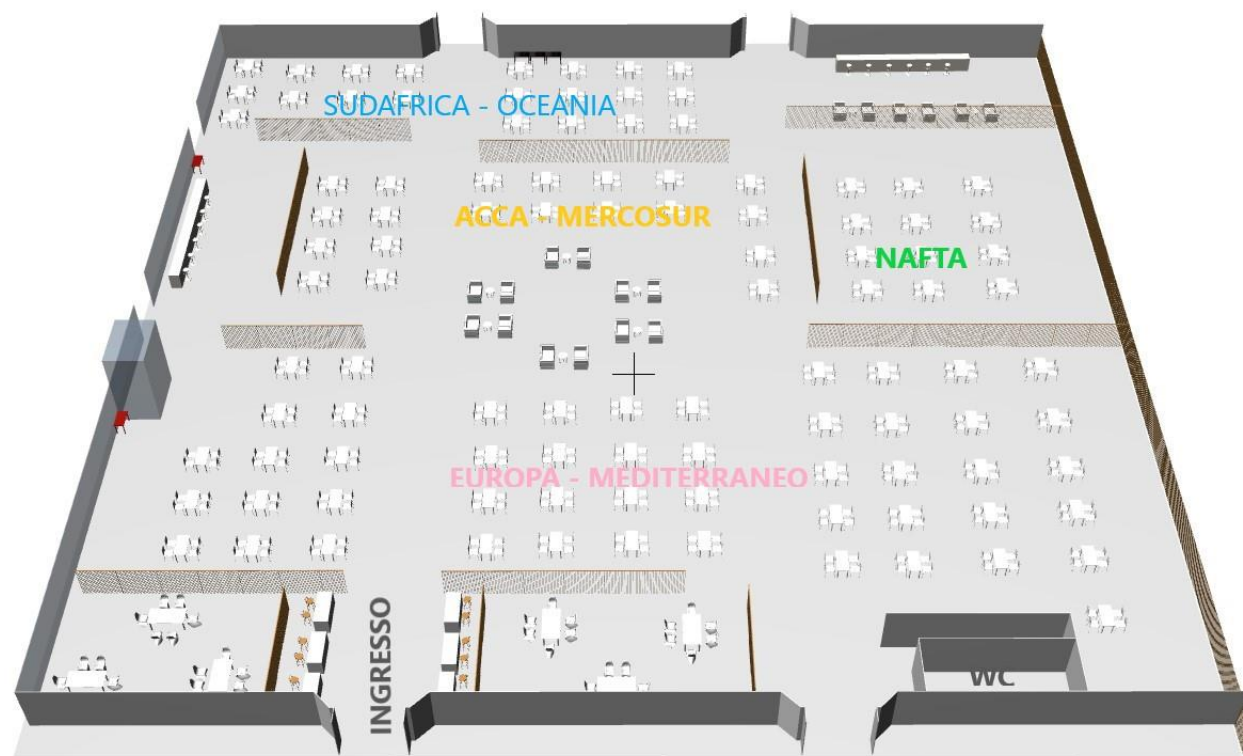 SUDAFRICA - OCEANIA
ACCA - MERCOSUR
NAFTA
EUROPA - MEDITERRANEO
INGRESSO
WC